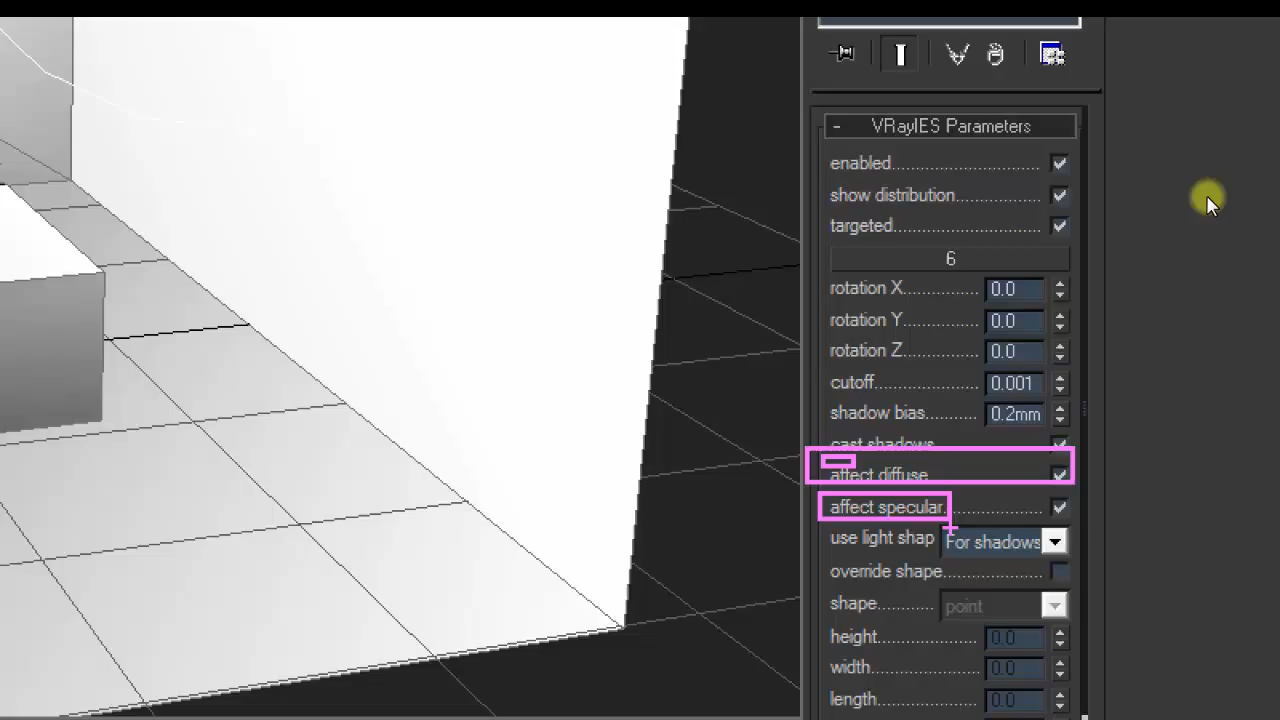 - VRayIES Parameters
enabled
show distribution
targeted
6
rotation X 0.0
rotation Y 0.0
rotation Z 0.0
cutoff 0.001
shadow bias 0.2mm
cast shadows
affect diffuse
affect specular
use light shap For shadows
override shape
shape point
height 0.0
width 0.0
length 0.0